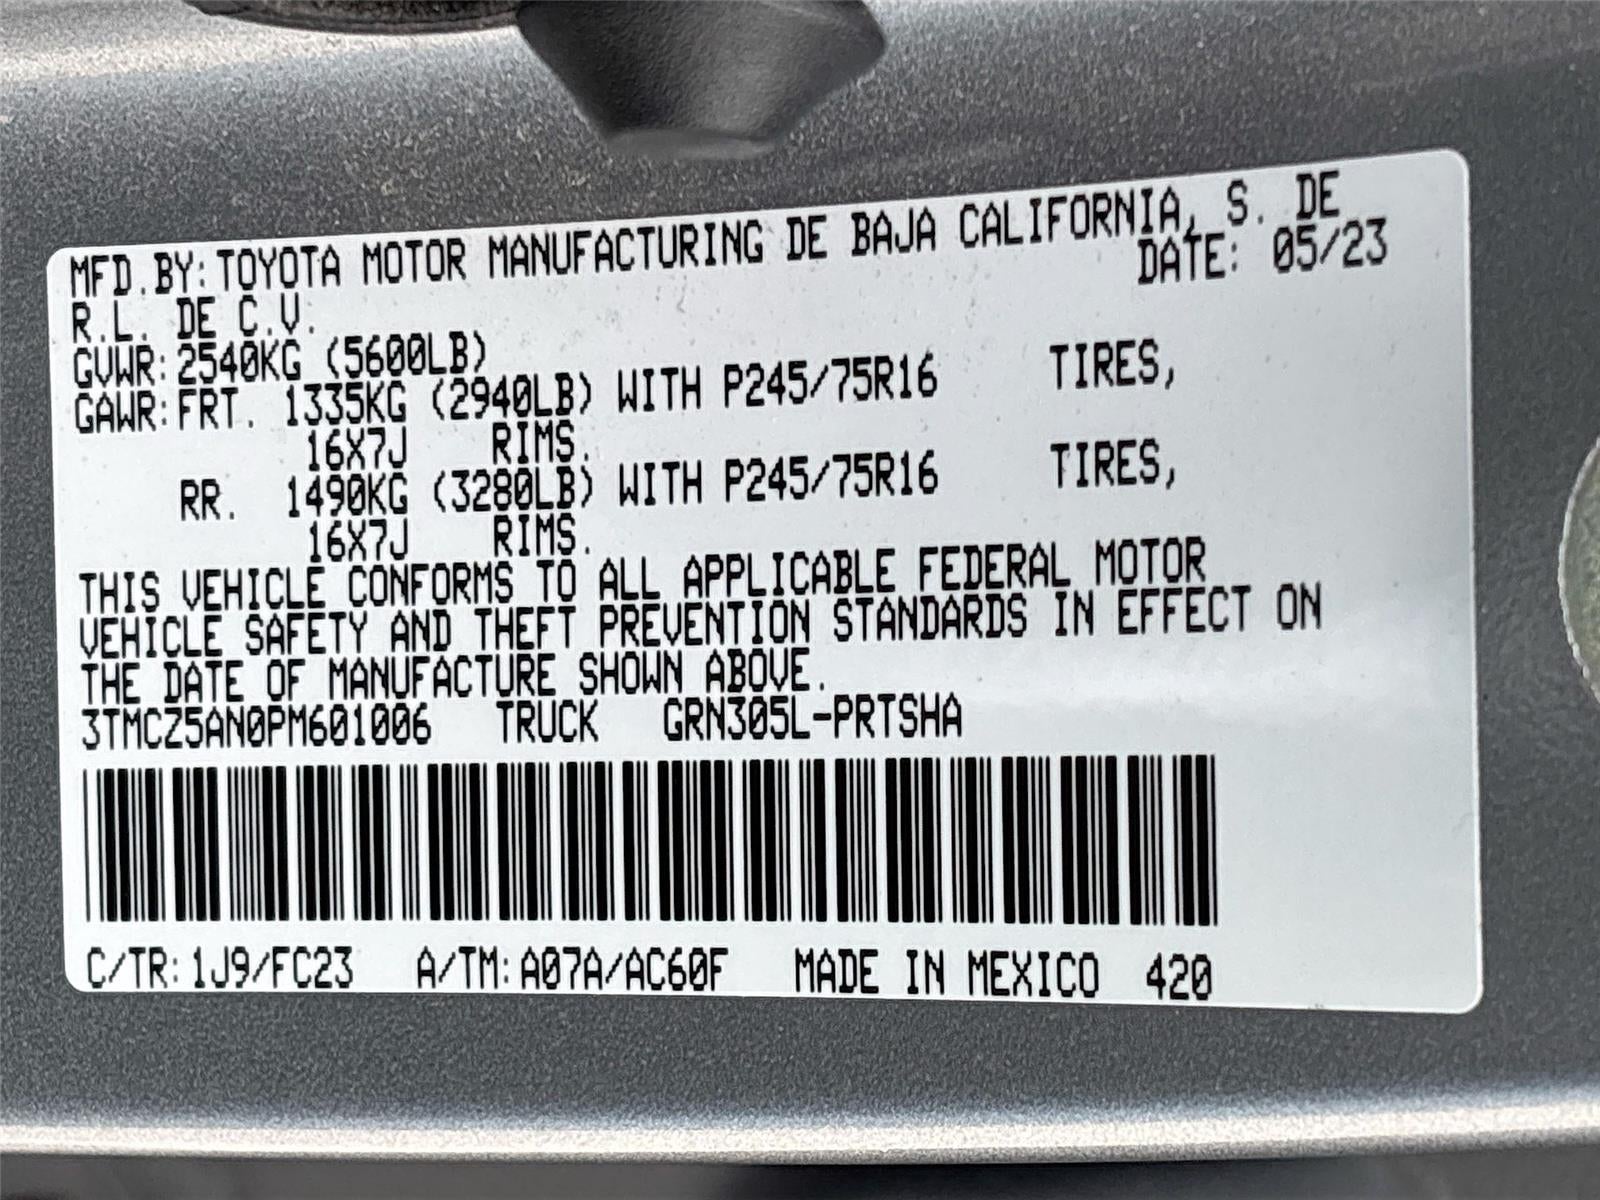 MFD.BY: TOYOTA MOTOR MANUFACTURING DE BAJA CALIFORNIA, S. DE
R.L. DE C.V. DATE: 05/23
GVWR: 2540KG (5600LB)
GAWR: FRT. 1335KG (2940LB) WITH P245/75R16 TIRES,
16X7J RIMS.
RR. 1490KG (3280LB) WITH P245/75R16 TIRES,
16X7J RIMS.
THIS VEHICLE CONFORMS TO ALL APPLICABLE FEDERAL MOTOR
VEHICLE SAFETY AND THEFT PREVENTION STANDARDS IN EFFECT ON
THE DATE OF MANUFACTURE SHOWN ABOVE.
3TMCZ5AN0PM601006 TRUCK GRN305L-PRTSHA
C/TR: 1J9/FC23 A/TM: A07A/AC60F MADE IN MEXICO 420